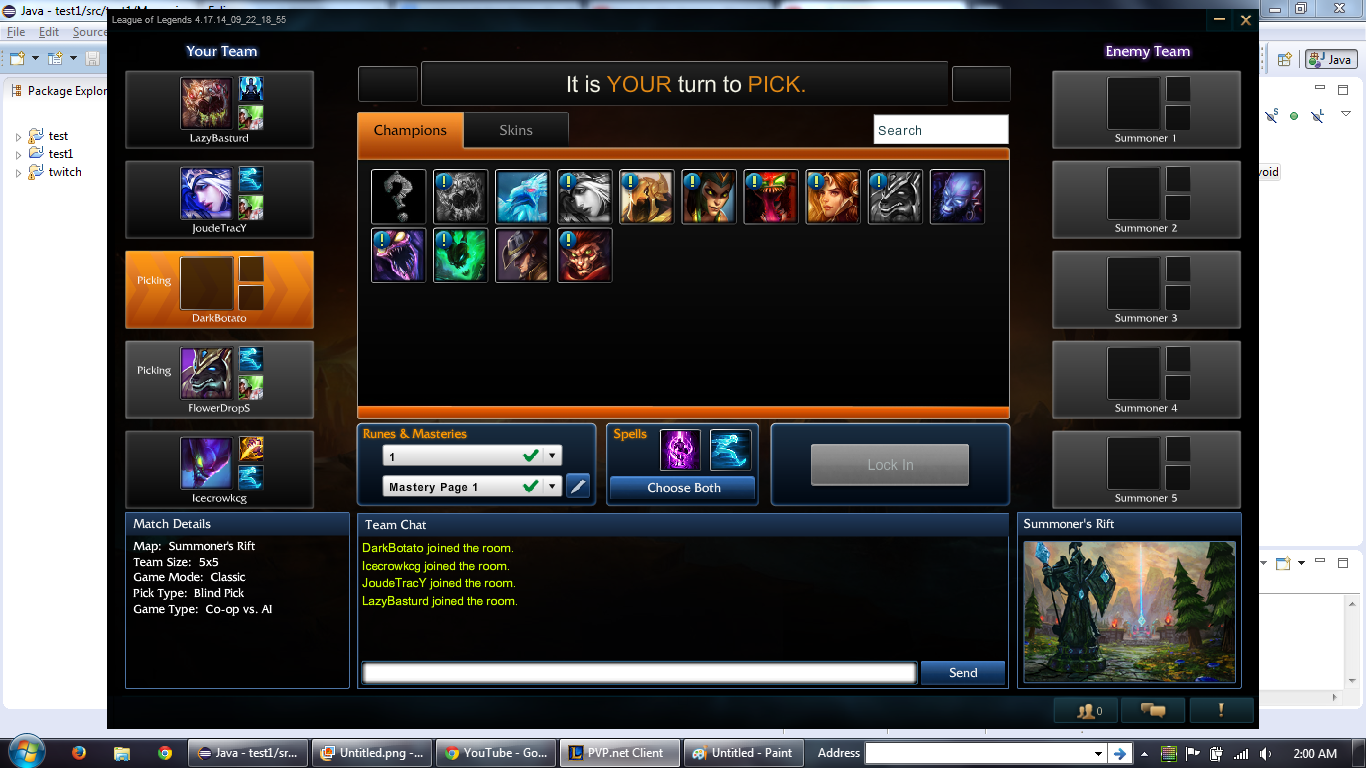 Java - test1/src/test1/M
League of Legends 4.17.14_09_22_18_55
File Edit Source
Java
Package Explor
test
test1
twitch
void
Your Team
Enemy Team
It is YOUR turn to PICK.
Champions
Skins
Search
LazyBasturd
JoudeTracY
Picking
DarkBotato
Picking
FlowerDropS
Icecrowkcg
Summoner 1
Summoner 2
Summoner 3
Summoner 4
Summoner 5
Runes & Masteries
1
Mastery Page 1
Spells
Choose Both
Lock In
Match Details
Map: Summoner's Rift
Team Size: 5x5
Game Mode: Classic
Pick Type: Blind Pick
Game Type: Co-op vs. AI
Team Chat
DarkBotato joined the room.
Icecrowkcg joined the room.
JoudeTracY joined the room.
LazyBasturd joined the room.
Send
Summoner's Rift
0
Java - test1/sr...
Untitled.png -...
YouTube - Go...
PVP.net Client
Untitled - Paint
Address
2:00 AM